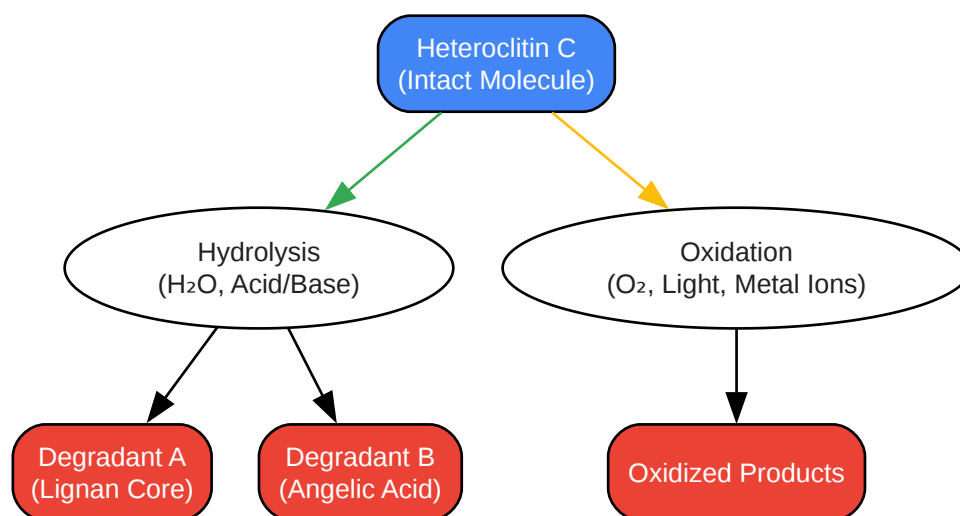 Heteroclitin C
(Intact Molecule)
Hydrolysis
(H₂O, Acid/Base)
Oxidation
(O₂, Light, Metal Ions)
Degradant A
(Lignan Core)
Degradant B
(Angelic Acid)
Oxidized Products